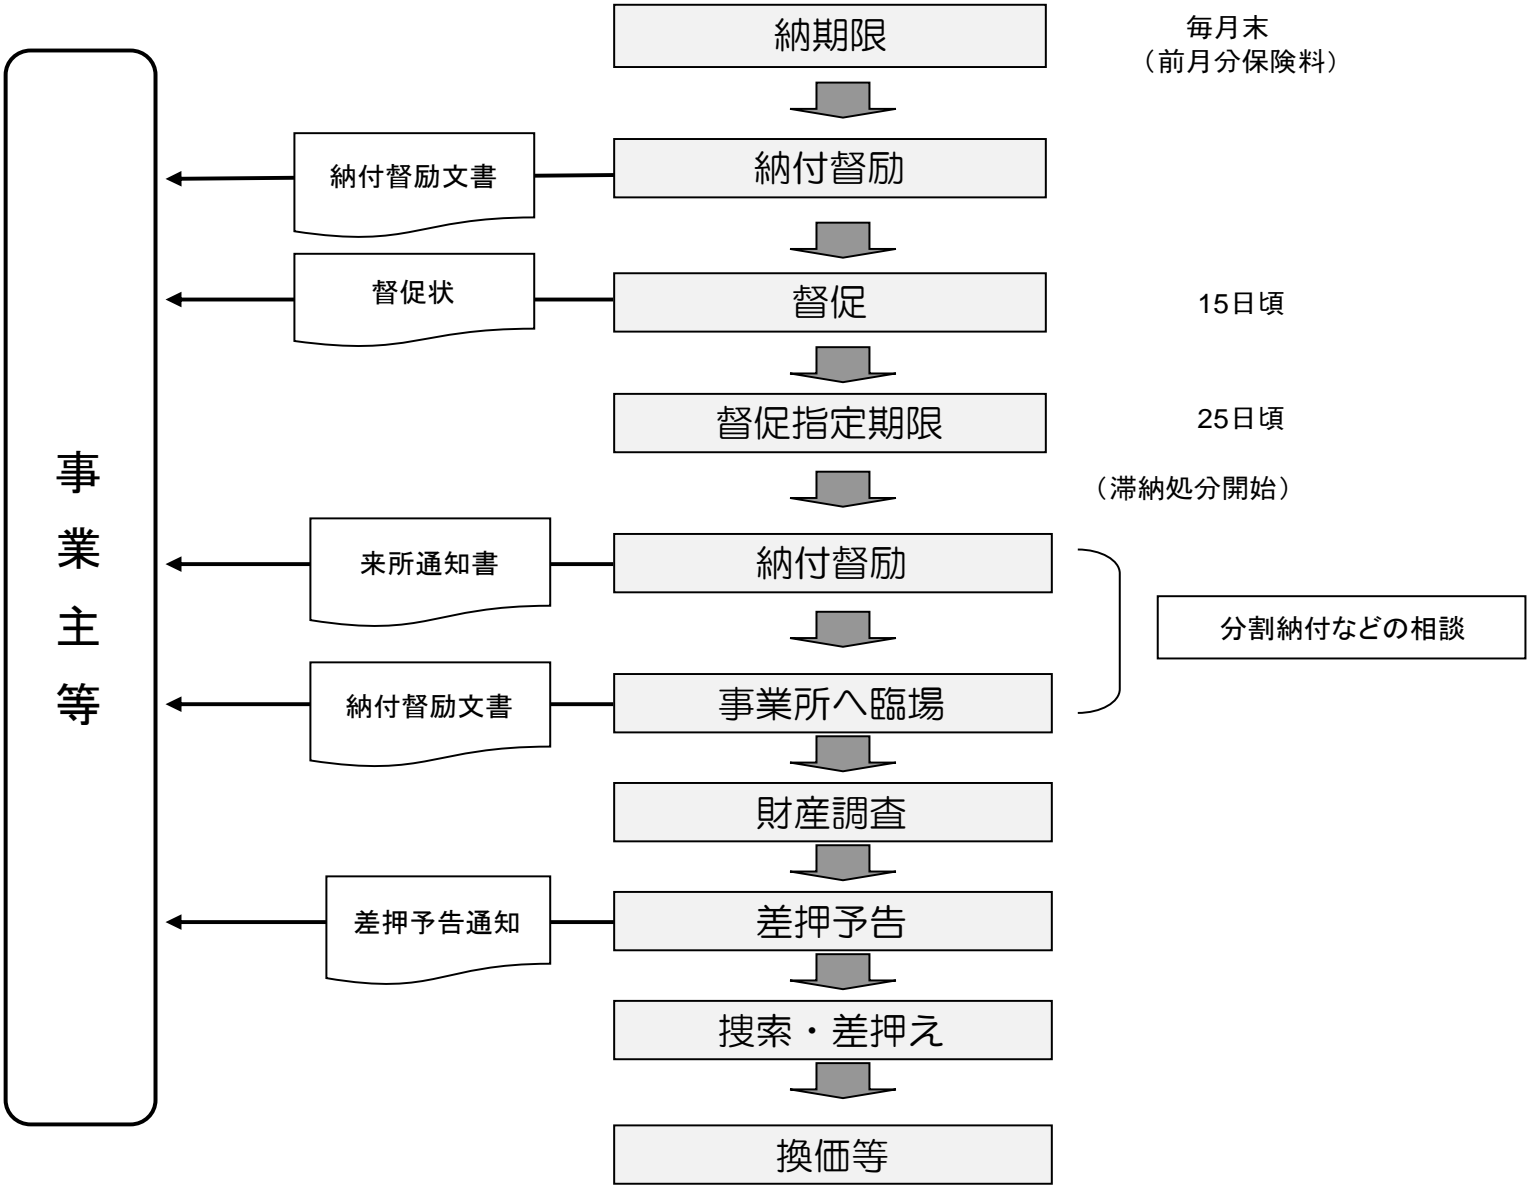 納期限
毎月末
（前月分保険料）
納付督励文書
納付督励
督促状
督促
15日頃
督促指定期限
25日頃
（滞納処分開始）
事業主等
来所通知書
納付督励
分割納付などの相談
納付督励文書
事業所へ臨場
財産調査
差押予告通知
差押予告
捜索・差押え
換価等